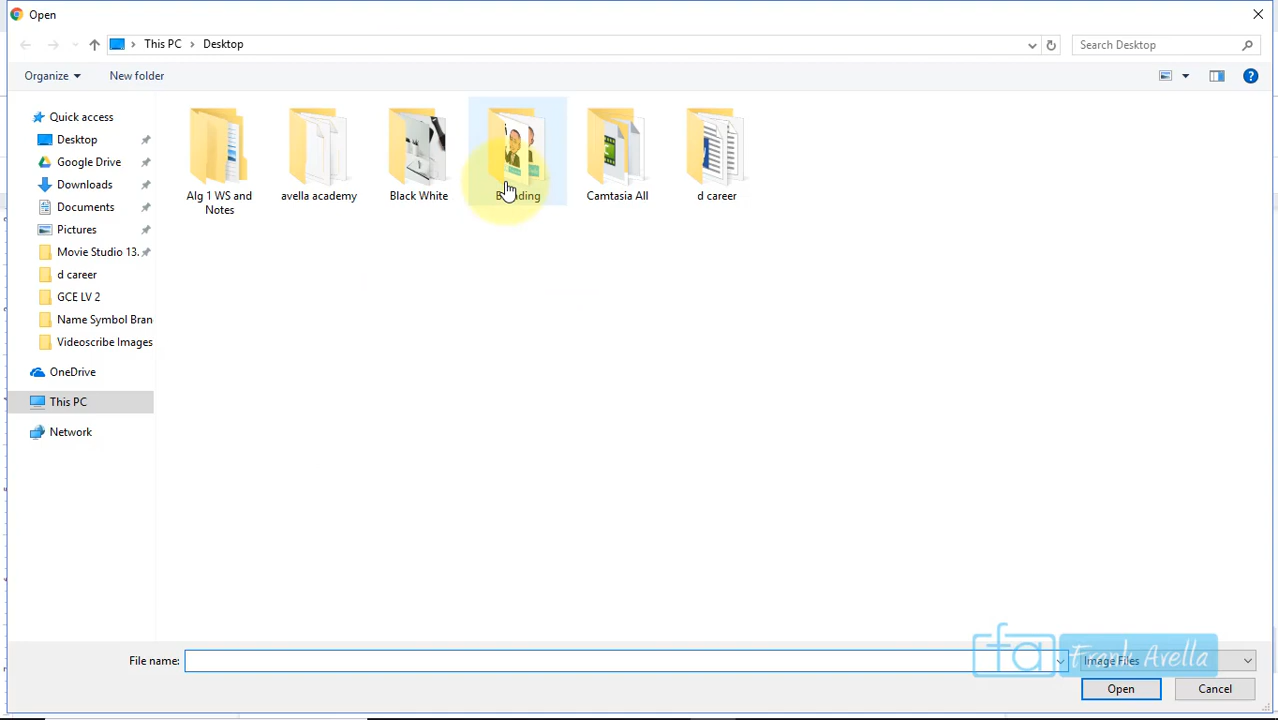 Open
This PC > Desktop
Search Desktop
Organize
New folder
Quick access
Desktop
Google Drive
Downloads
Documents
Pictures
Movie Studio 13.
d career
GCE LV 2
Name Symbol Bran
Videoscribe Images
OneDrive
This PC
Network
Alg 1 WS and
Notes
avella academy
Black White
Branding
Camtasia All
d career
File name:
Image Files
fa Frank Avella
Open
Cancel